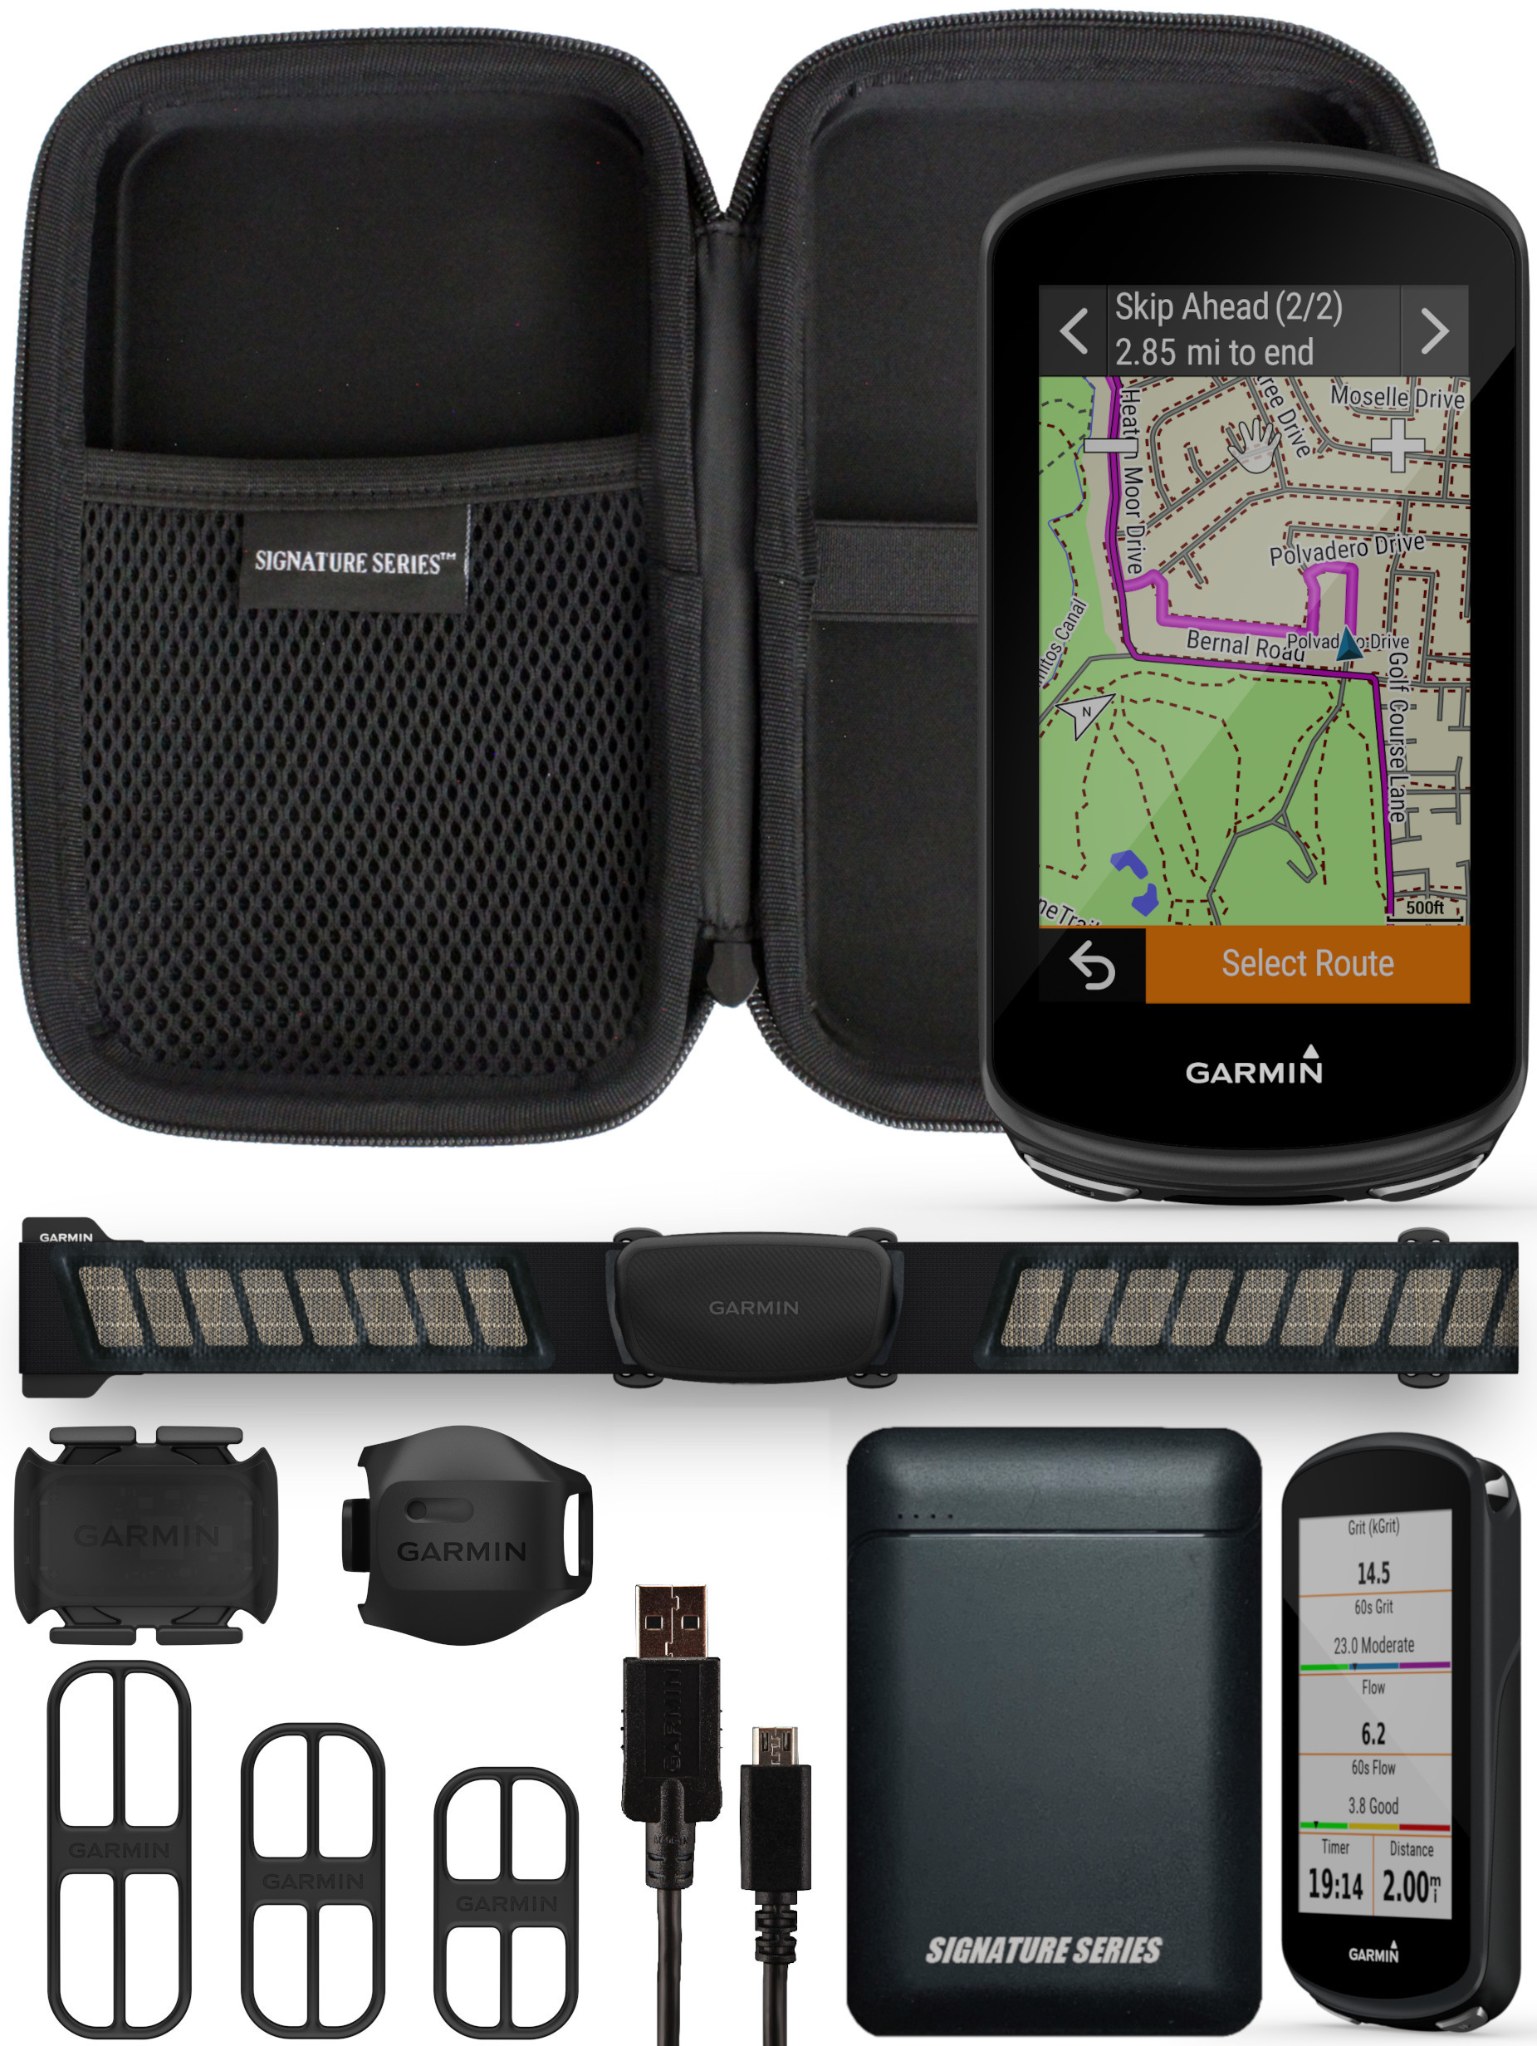 SIGNATURE SERIES™
Skip Ahead (2/2)
2.85 mi to end
Moselle Drive
Moor Drive
Polvadero Drive
Bernal Road
Golf Course Lane
N
500ft
Select Route
GARMIN
GARMIN
GARMIN
GARMIN
GARMIN
GARMIN
GARMIN
GARMIN
GARMIN
SIGNATURE SERIES
Grit (kGrit)
14.5
60s Grit
23.0 Moderate
Flow
6.2
60s Flow
3.8 Good
Timer
Distance
19:14
2.00 mi
GARMIN